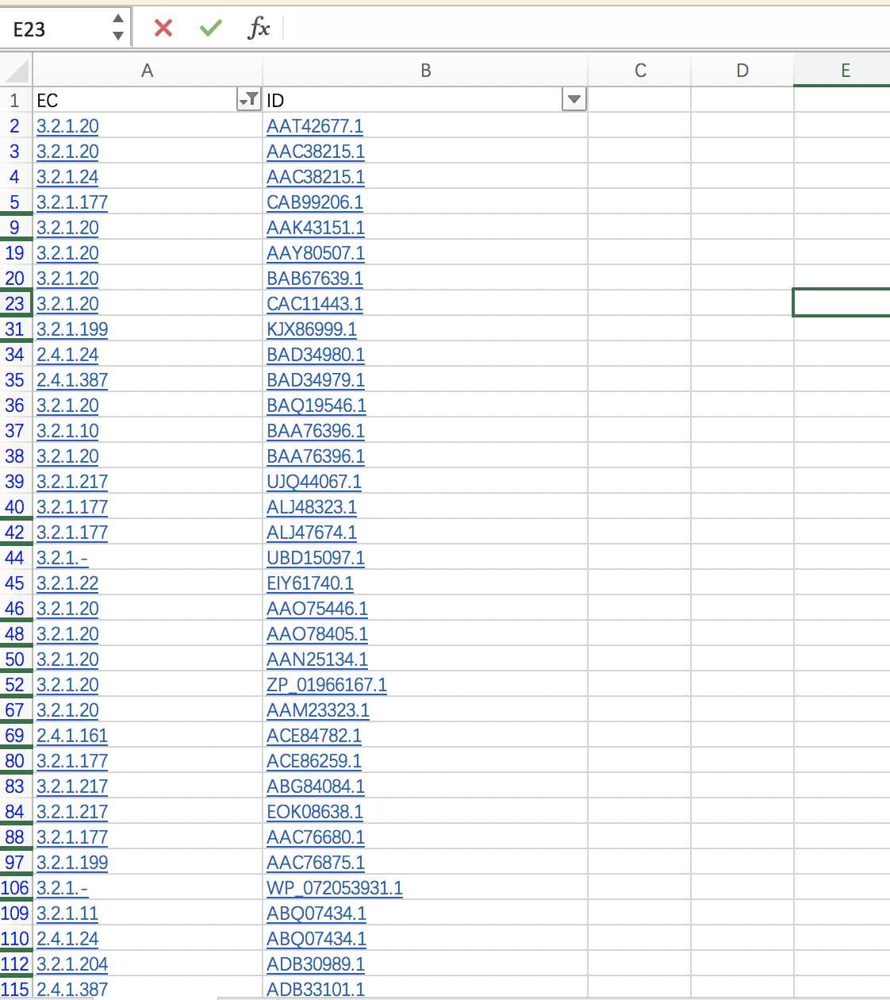 E23 fx
A B C D E
1 EC ID
2 3.2.1.20 AAT42677.1
3 3.2.1.20 AAC38215.1
4 3.2.1.24 AAC38215.1
5 3.2.1.177 CAB99206.1
9 3.2.1.20 AAK43151.1
19 3.2.1.20 AAY80507.1
20 3.2.1.20 BAB67639.1
23 3.2.1.20 CAC11443.1
31 3.2.1.199 KJX86999.1
34 2.4.1.24 BAD34980.1
35 2.4.1.387 BAD34979.1
36 3.2.1.20 BAQ19546.1
37 3.2.1.10 BAA76396.1
38 3.2.1.20 BAA76396.1
39 3.2.1.217 UJQ44067.1
40 3.2.1.177 ALJ48323.1
42 3.2.1.177 ALJ47674.1
44 3.2.1.- UBD15097.1
45 3.2.1.22 EIY61740.1
46 3.2.1.20 AAO75446.1
48 3.2.1.20 AAO78405.1
50 3.2.1.20 AAN25134.1
52 3.2.1.20 ZP_01966167.1
67 3.2.1.20 AAM23323.1
69 2.4.1.161 ACE84782.1
80 3.2.1.177 ACE86259.1
83 3.2.1.217 ABG84084.1
84 3.2.1.217 EOK08638.1
88 3.2.1.177 AAC76680.1
97 3.2.1.199 AAC76875.1
106 3.2.1.- WP_072053931.1
109 3.2.1.11 ABQ07434.1
110 2.4.1.24 ABQ07434.1
112 3.2.1.204 ADB30989.1
115 2.4.1.387 ADB33101.1